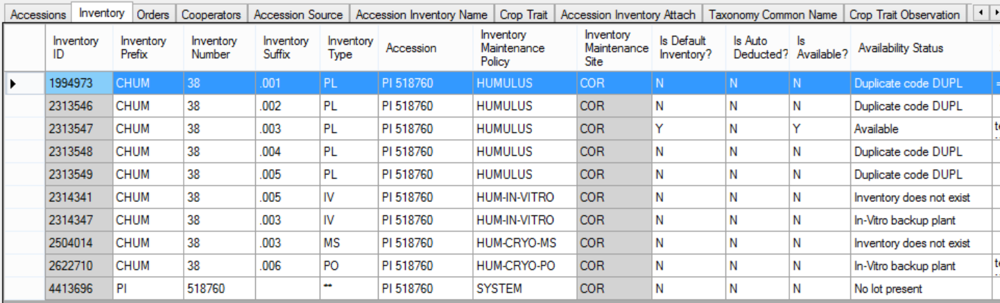 Accessions Inventory Orders Cooperators Accession Source Accession Inventory Name Crop Trait Accession Inventory Attach Taxonomy Common Name Crop Trait Observation
Inventory ID Inventory Prefix Inventory Number Inventory Suffix Inventory Type Accession Inventory Maintenance Policy Inventory Maintenance Site Is Default Inventory? Is Auto Deducted? Is Available? Availability Status
1994973 CHUM 38 .001 PL PI 518760 HUMULUS COR N N N Duplicate code DUPL =
2313546 CHUM 38 .002 PL PI 518760 HUMULUS COR N N N Duplicate code DUPL
2313547 CHUM 38 .003 PL PI 518760 HUMULUS COR Y N Y Available
2313548 CHUM 38 .004 PL PI 518760 HUMULUS COR N N N Duplicate code DUPL
2313549 CHUM 38 .005 PL PI 518760 HUMULUS COR N N N Duplicate code DUPL
2314341 CHUM 38 .005 IV PI 518760 HUM-IN-VITRO COR N N N Inventory does not exist
2314347 CHUM 38 .003 IV PI 518760 HUM-IN-VITRO COR N N N In-Vitro backup plant
2504014 CHUM 38 .003 MS PI 518760 HUM-CRYO-MS COR N N N Inventory does not exist
2622710 CHUM 38 .006 PO PI 518760 HUM-CRYO-PO COR N N N In-Vitro backup plant
4413696 PI 518760 ** PI 518760 SYSTEM COR N N N No lot present